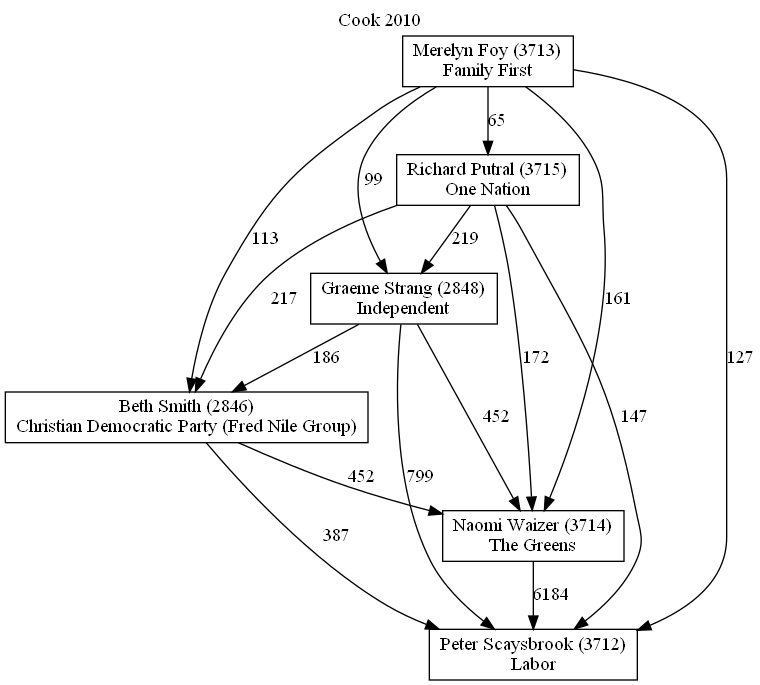 Cook 2010
Merelyn Foy (3713)
Family First
65
Richard Putral (3715)
One Nation
99
113
219
217
Graeme Strang (2848)
Independent
161
186
172
127
Beth Smith (2846)
Christian Democratic Party (Fred Nile Group)
452
147
452
799
387
Naomi Waizer (3714)
The Greens
6184
Peter Scaysbrook (3712)
Labor